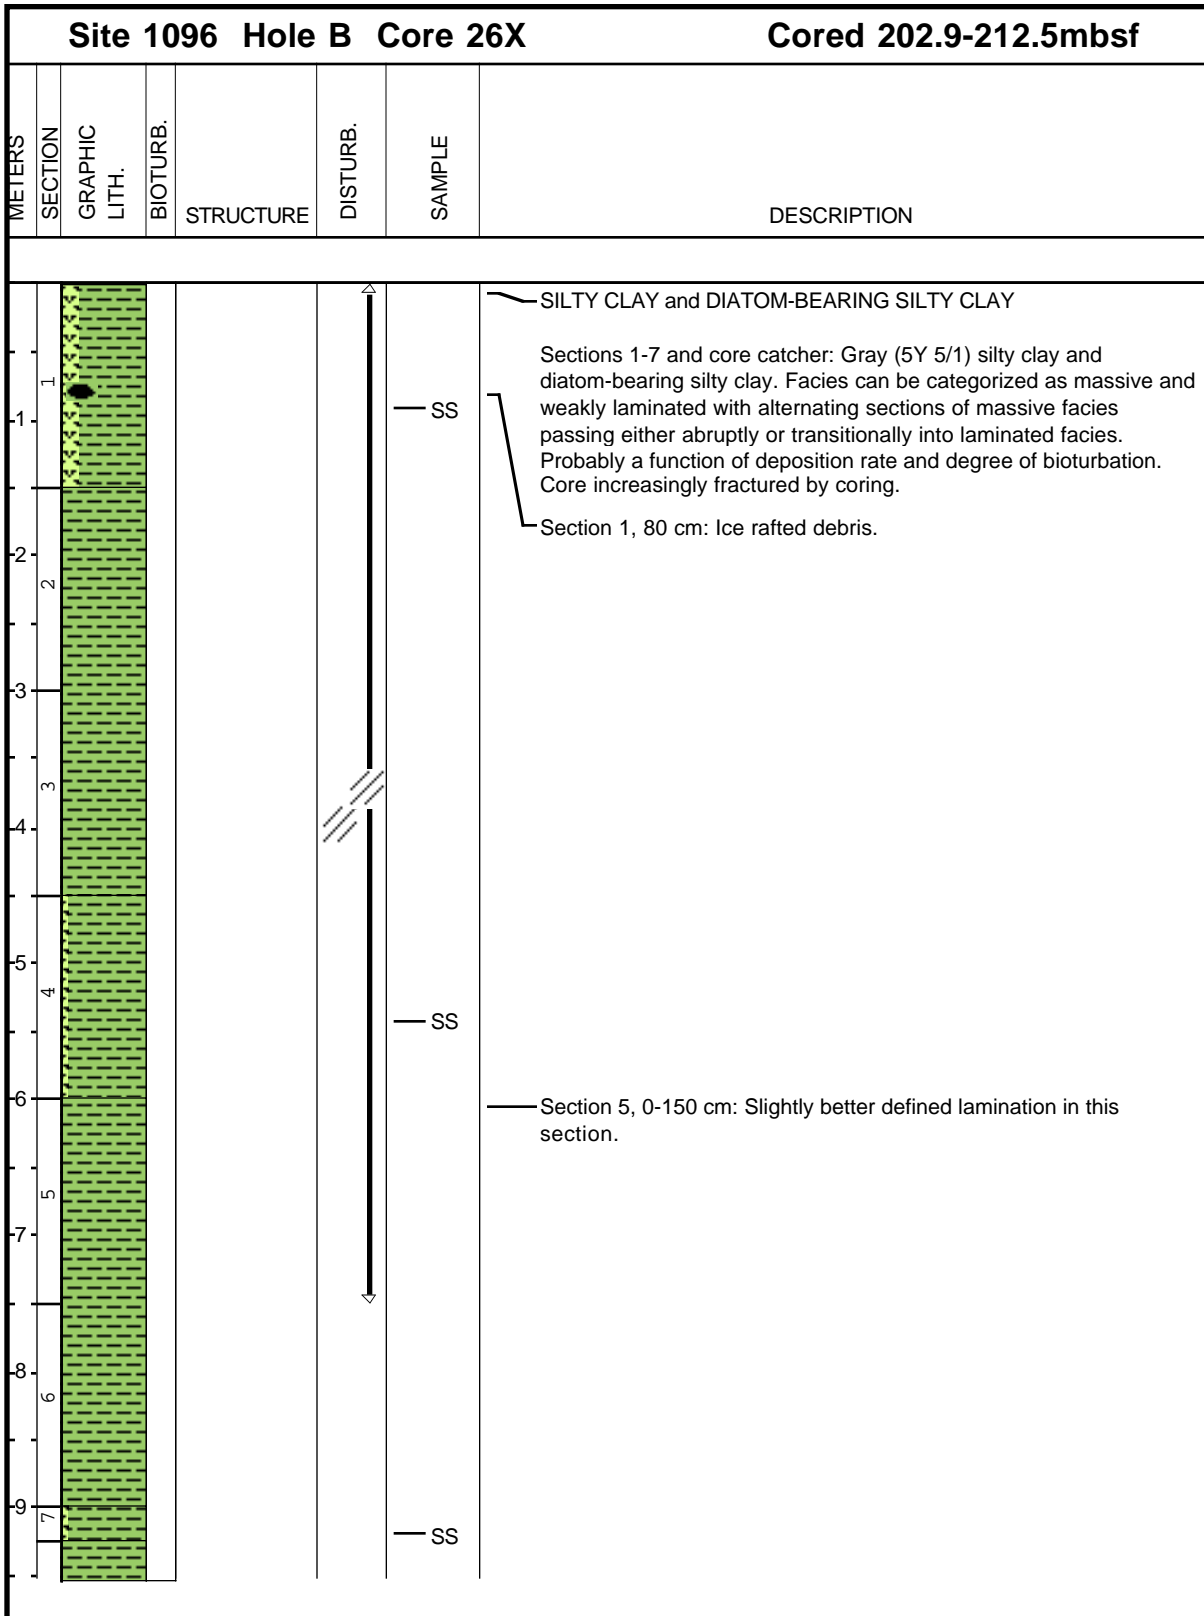 Site 1096 Hole B Core 26X Cored 202.9-212.5mbsf
METERS
SECTION
GRAPHIC
LITH.
BIOTURB.
STRUCTURE
DISTURB.
SAMPLE
DESCRIPTION
SILTY CLAY and DIATOM-BEARING SILTY CLAY
Sections 1-7 and core catcher: Gray (5Y 5/1) silty clay and
diatom-bearing silty clay. Facies can be categorized as massive and
weakly laminated with alternating sections of massive facies
passing either abruptly or transitionally into laminated facies.
Probably a function of deposition rate and degree of bioturbation.
Core increasingly fractured by coring.
Section 1, 80 cm: Ice rafted debris.
Section 5, 0-150 cm: Slightly better defined lamination in this
section.
1
2
3
4
5
6
7
8
9
1
2
3
4
5
6
7
SS
SS
SS